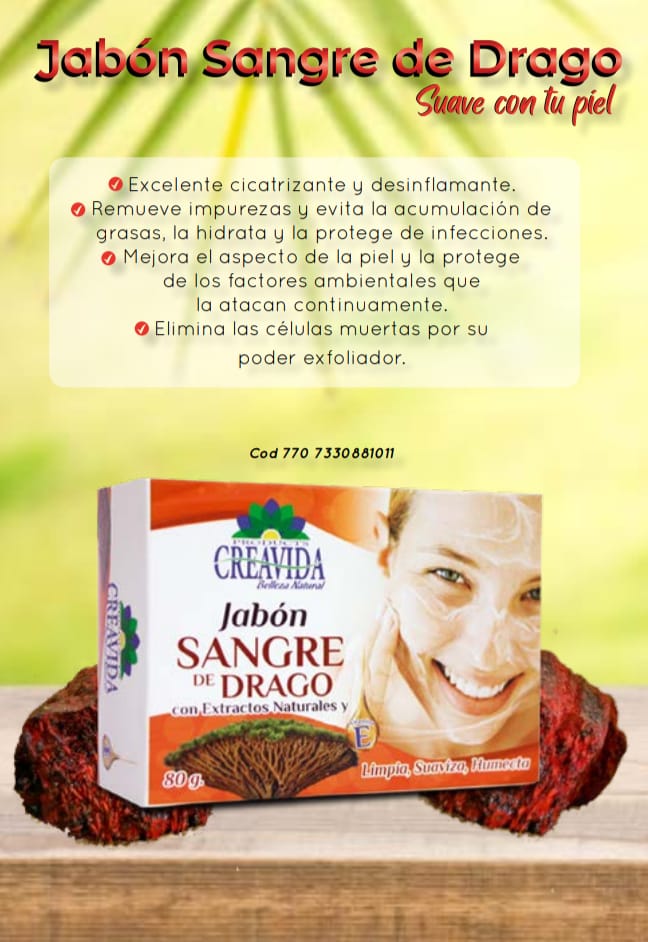 Jabón Sangre de Drago
Suave con tu piel
Excelente cicatrizante y desinflamante.
Remueve impurezas y evita la acumulación de
grasas, la hidrata y la protege de infecciones.
Mejora el aspecto de la piel y la protege
de los factores ambientales que
la atacan continuamente.
Elimina las células muertas por su
poder exfoliador.
Cod 770 7330881011
PRODUCTS
CREAVIDA
Belleza Natural
Jabón
SANGRE
DE DRAGO
con Extractos Naturales y
E
80 g.
Limpia, Suaviza, Humecta
CREAVIDA